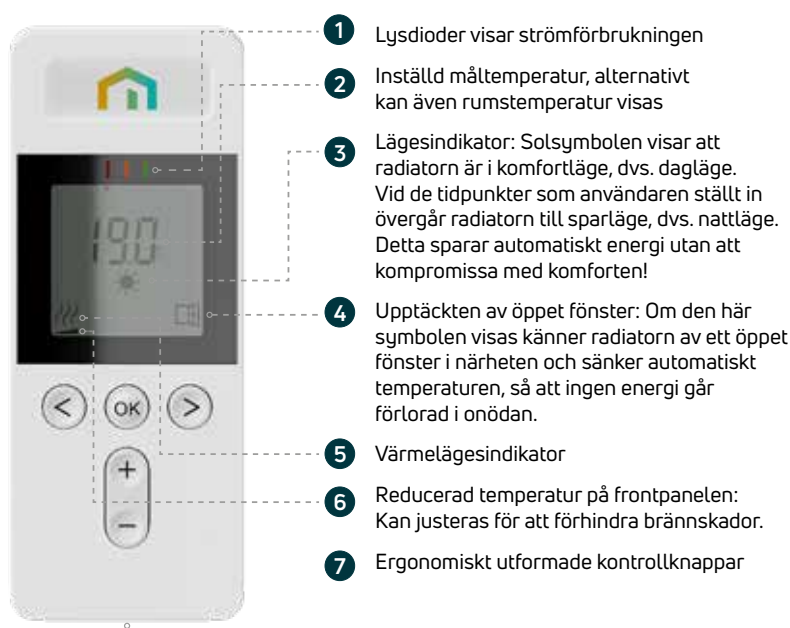 1 Lysdioder visar strömförbrukningen
2 Inställd måltemperatur, alternativt
kan även rumstemperatur visas
3 Lägesindikator: Solsymbolen visar att
radiatorn är i komfortläge, dvs. dagläge.
Vid de tidpunkter som användaren ställt in
övergår radiatorn till sparläge, dvs. nattläge.
Detta sparar automatiskt energi utan att
kompromissa med komforten!
190
4 Upptäckten av öppet fönster: Om den här
symbolen visas känner radiatorn av ett öppet
fönster i närheten och sänker automatiskt
temperaturen, så att ingen energi går
förlorad i onödan.
< OK >
5 Värmelägesindikator
+
6 Reducerad temperatur på frontpanelen:
Kan justeras för att förhindra brännskador.
−
7 Ergonomiskt utformade kontrollknappar